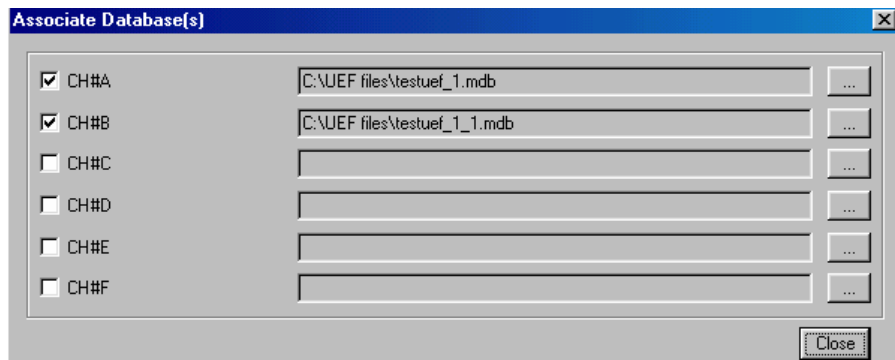 Associate Database(s)
CH#A C:\UEF files\testuef_1.mdb ...
CH#B C:\UEF files\testuef_1_1.mdb ...
CH#C ...
CH#D ...
CH#E ...
CH#F ...
Close